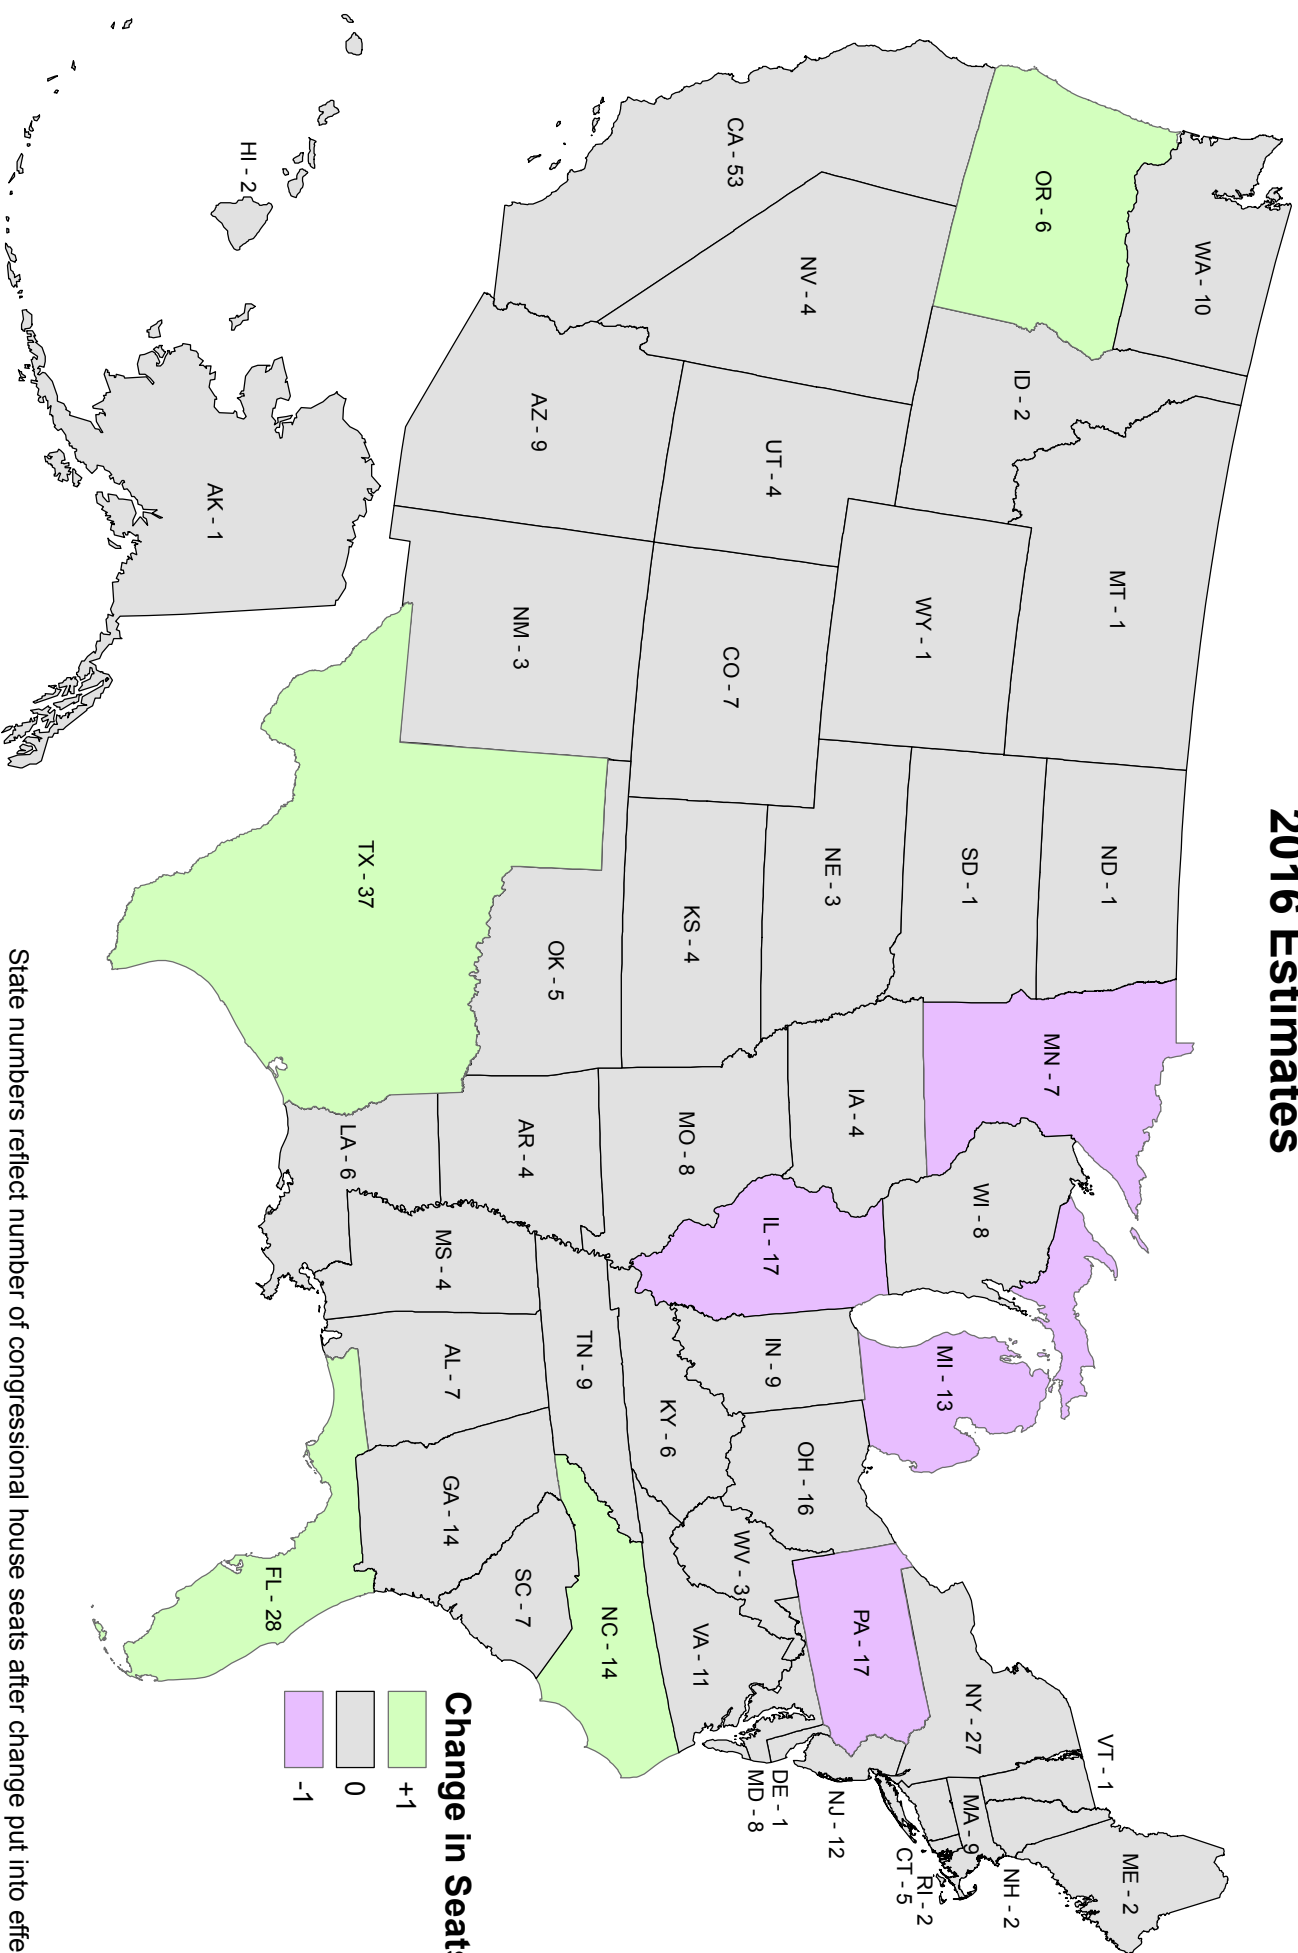 2016 Estimates
WA - 10
OR - 6
CA - 53
NV - 4
ID - 2
MT - 1
WY - 1
UT - 4
AZ - 9
CO - 7
NM - 3
ND - 1
SD - 1
NE - 3
KS - 4
OK - 5
TX - 37
MN - 7
IA - 4
MO - 8
AR - 4
LA - 6
WI - 8
IL - 17
MS - 4
MI - 13
IN - 9
KY - 6
TN - 9
AL - 7
OH - 16
GA - 14
WV - 3
SC - 7
NC - 14
FL - 28
VA - 11
PA - 17
NY - 27
VT - 1
ME - 2
NH - 2
MA - 9
RI - 2
CT - 5
NJ - 12
DE - 1
MD - 8
HI - 2
AK - 1
Change in Seats
+1
0
-1
State numbers reflect number of congressional house seats after change put into